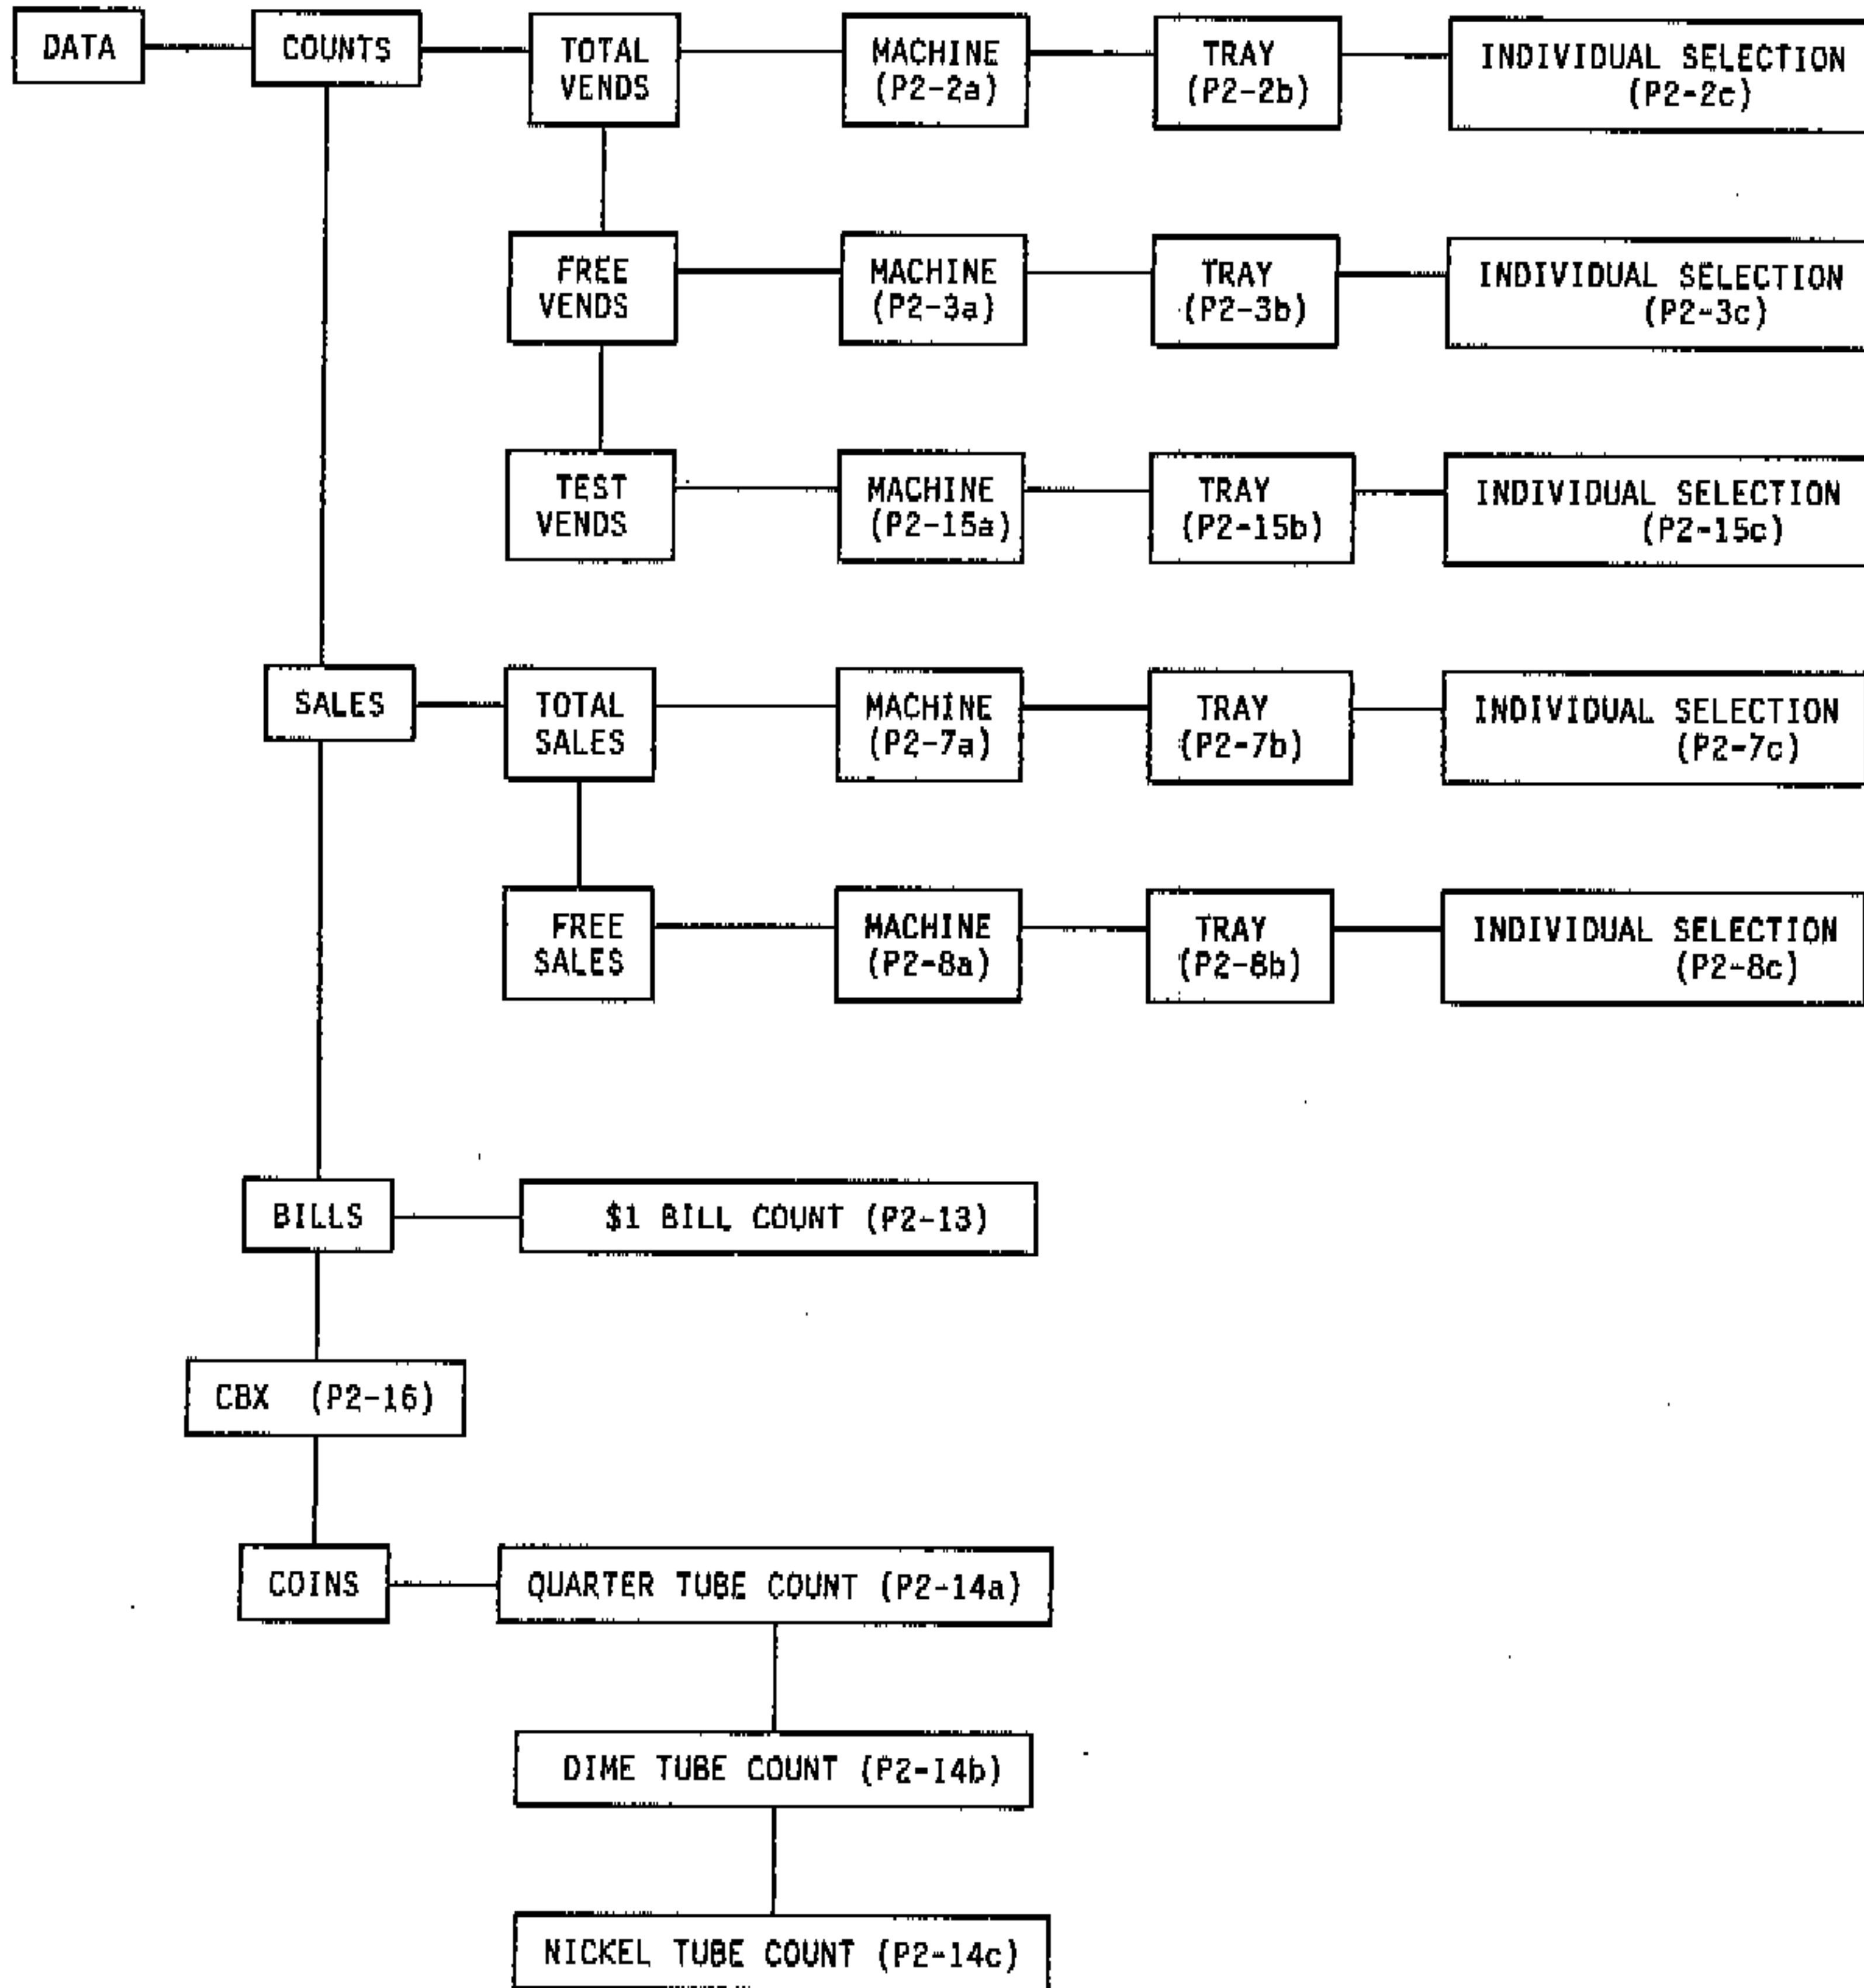 DATA
COUNTS
TOTAL
VENDS
MACHINE
(P2-2a)
TRAY
(P2-2b)
INDIVIDUAL SELECTION
(P2-2c)
FREE
VENDS
MACHINE
(P2-3a)
TRAY
(P2-3b)
INDIVIDUAL SELECTION
(P2-3c)
TEST
VENDS
MACHINE
(P2-15a)
TRAY
(P2-15b)
INDIVIDUAL SELECTION
(P2-15c)
SALES
TOTAL
SALES
MACHINE
(P2-7a)
TRAY
(P2-7b)
INDIVIDUAL SELECTION
(P2-7c)
FREE
SALES
MACHINE
(P2-8a)
TRAY
(P2-8b)
INDIVIDUAL SELECTION
(P2-8c)
BILLS
$1 BILL COUNT (P2-13)
CBX (P2-16)
COINS
QUARTER TUBE COUNT (P2-14a)
DIME TUBE COUNT (P2-14b)
NICKEL TUBE COUNT (P2-14c)